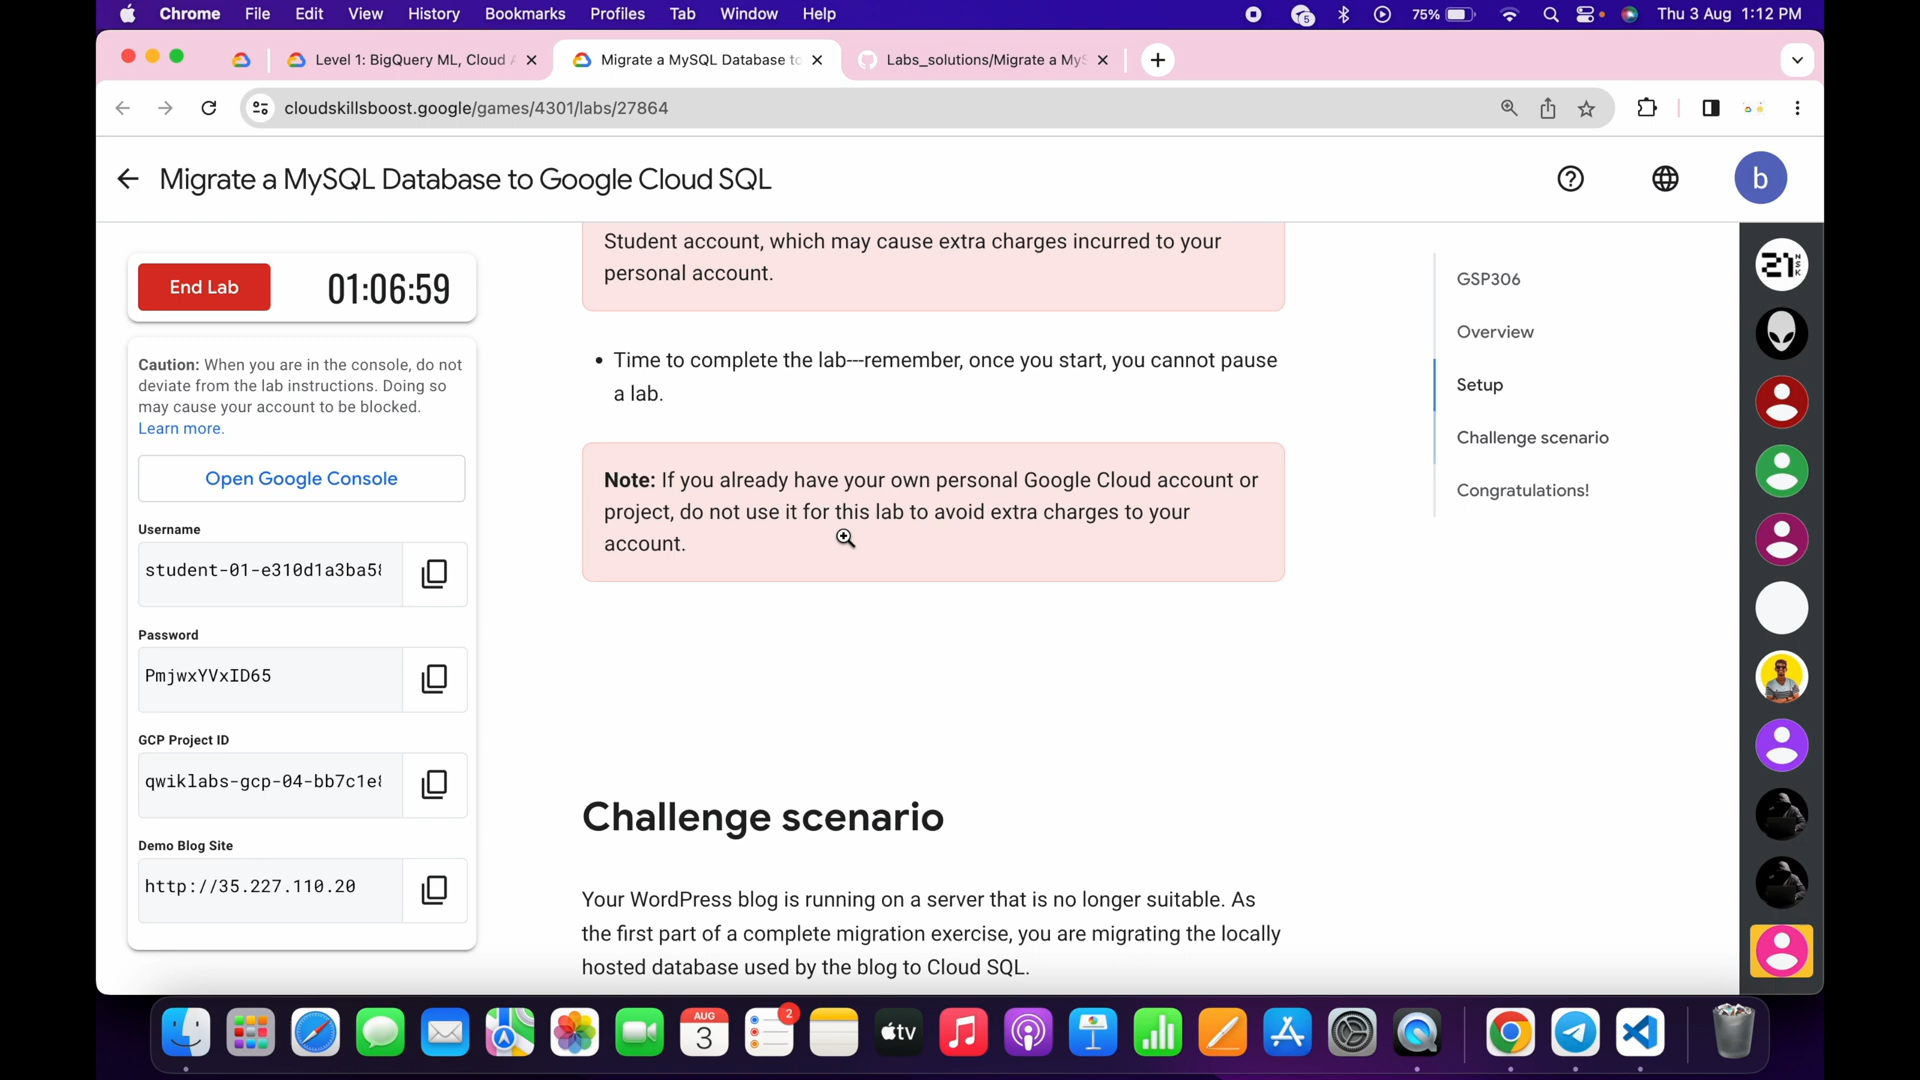 Chrome File Edit View History Bookmarks Profiles Tab Window Help
5
75%
Thu 3 Aug 1:12 PM
Level 1: BigQuery ML, Cloud
Migrate a MySQL Database to
Labs_solutions/Migrate a My
cloudskillsboost.google/games/4301/labs/27864
Migrate a MySQL Database to Google Cloud SQL
b
End Lab
01:06:59
Caution: When you are in the console, do not
deviate from the lab instructions. Doing so
may cause your account to be blocked.
Learn more.
Open Google Console
Username
student-01-e310d1a3ba5
Password
PmjwxYVxID65
GCP Project ID
qwiklabs-gcp-04-bb7c1e
Demo Blog Site
http://35.227.110.20
Student account, which may cause extra charges incurred to your
personal account.
• Time to complete the lab---remember, once you start, you cannot pause
a lab.
Note: If you already have your own personal Google Cloud account or
project, do not use it for this lab to avoid extra charges to your
account.
Challenge scenario
Your WordPress blog is running on a server that is no longer suitable. As
the first part of a complete migration exercise, you are migrating the locally
hosted database used by the blog to Cloud SQL.
GSP306
Overview
Setup
Challenge scenario
Congratulations!
AUG
3
2
tv